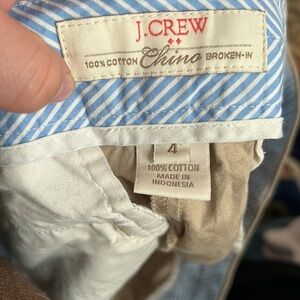 J.CREW
100% COTTON Chino BROKEN-IN
4
100% COTTON
MADE IN
INDONESIA